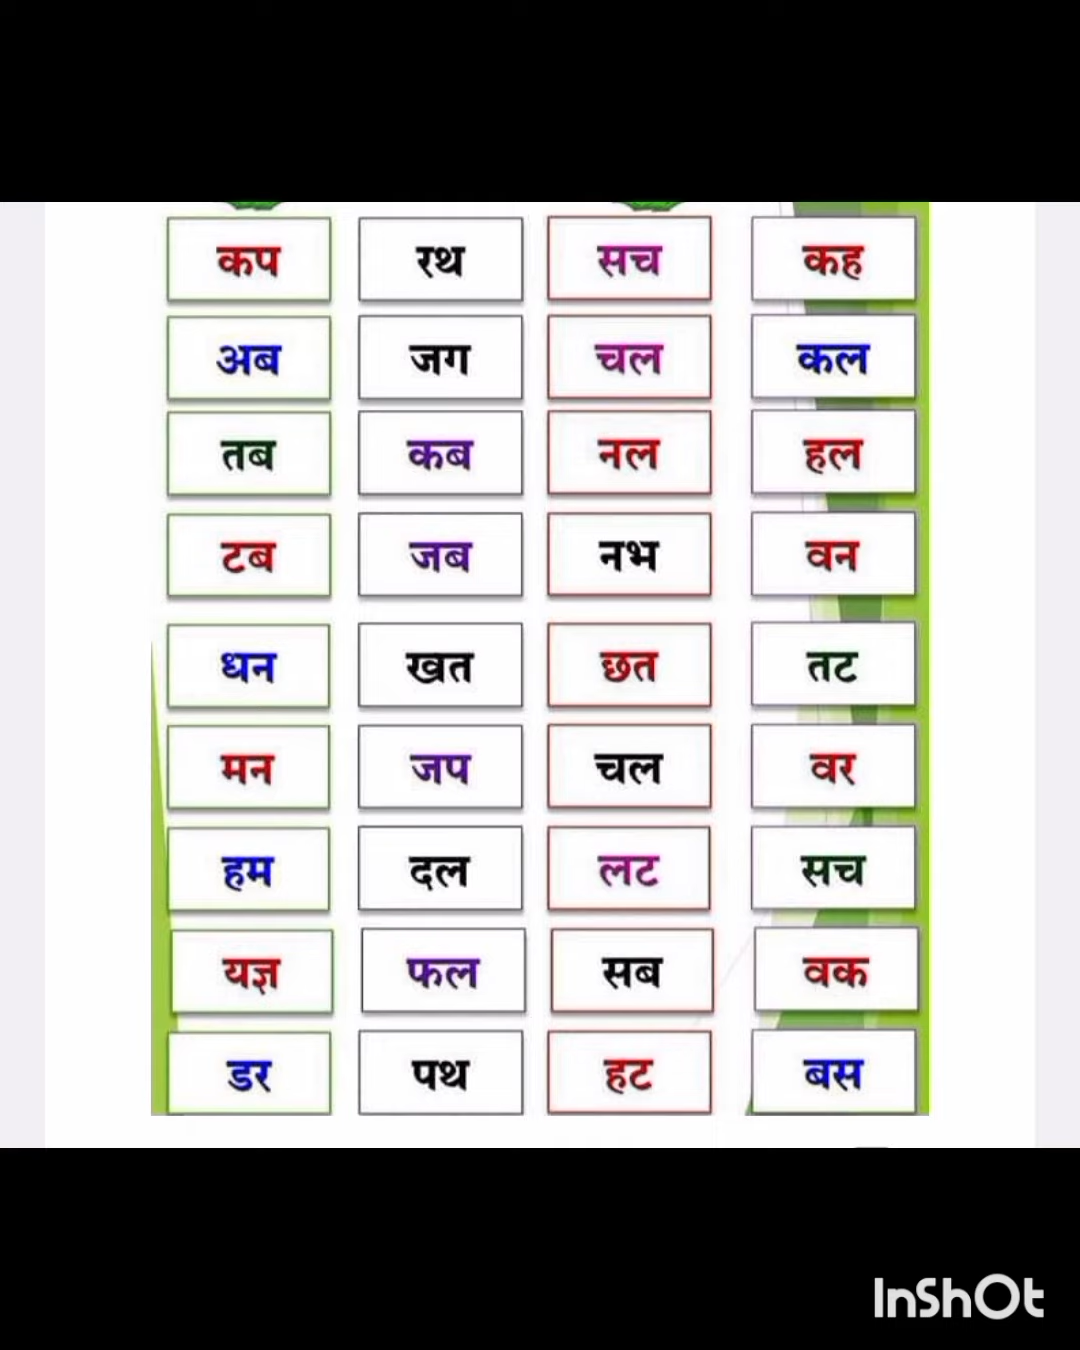 कप रथ सच कह
अब जग चल कल
तब कब नल हल
टब जब नभ वन
धन खत छत तट
मन जप चल वर
हम दल लट सच
यज्ञ फल सब वक
डर पथ हट बस
InShOt